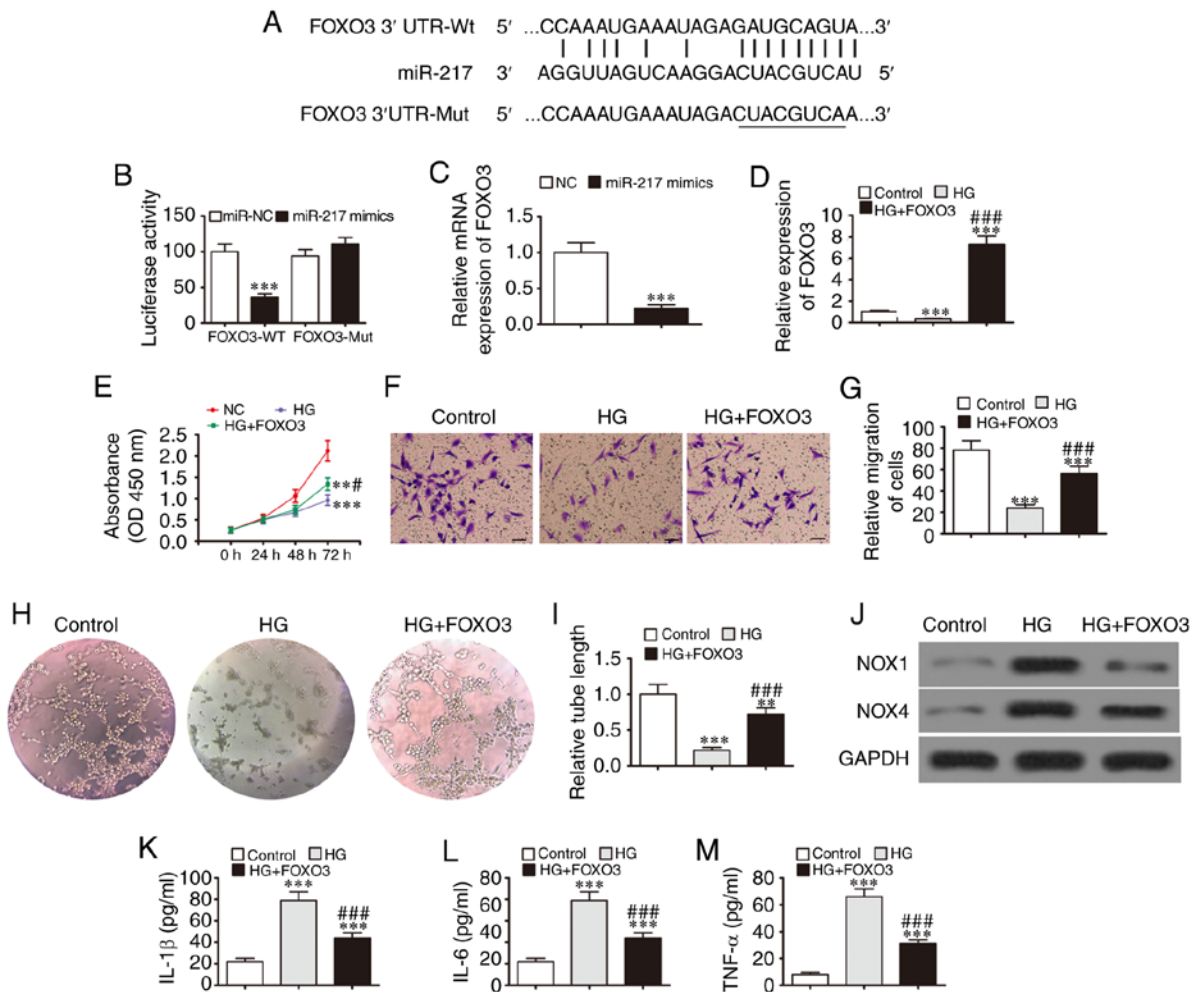 A
FOXO3 3′ UTR-Wt 5′ ...CCAAAUGAAAUAGAGAUGCAGUA...3′
miR-217 3′ AGGUUAGUCAAGGACUACGUCAU 5′
FOXO3 3′UTR-Mut 5′ ...CCAAAUGAAAUAGACUACGUCAA...3′
B
miR-NC miR-217 mimics
Luciferase activity
150
100
50
0
***
FOXO3-WT FOXO3-Mut
C
NC miR-217 mimics
Relative mRNA
expression of FOXO3
1.5
1.0
0.5
0.0
***
D
Control HG
HG+FOXO3
Relative expression
of FOXO3
10
8
6
4
2
0
***
###
***
E
NC HG
HG+FOXO3
Absorbance
(OD 450 nm)
2.5
2.0
1.5
1.0
0.5
0.0
**#
***
0 h 24 h 48 h 72 h
F
Control HG HG+FOXO3
G
Control HG
HG+FOXO3
Relative migration
of cells
100
80
60
40
20
0
***
###
***
H
Control HG HG+FOXO3
I
Control
HG
HG+FOXO3
Relative tube length
1.5
1.0
0.5
0.0
***
###
**
J
Control HG HG+FOXO3
NOX1
NOX4
GAPDH
K
Control HG
HG+FOXO3
IL-1β (pg/ml)
100
80
60
40
20
0
***
###
***
L
Control HG
HG+FOXO3
IL-6 (pg/ml)
80
60
40
20
0
***
###
***
M
Control HG
HG+FOXO3
TNF-α (pg/ml)
80
60
40
20
0
***
###
***